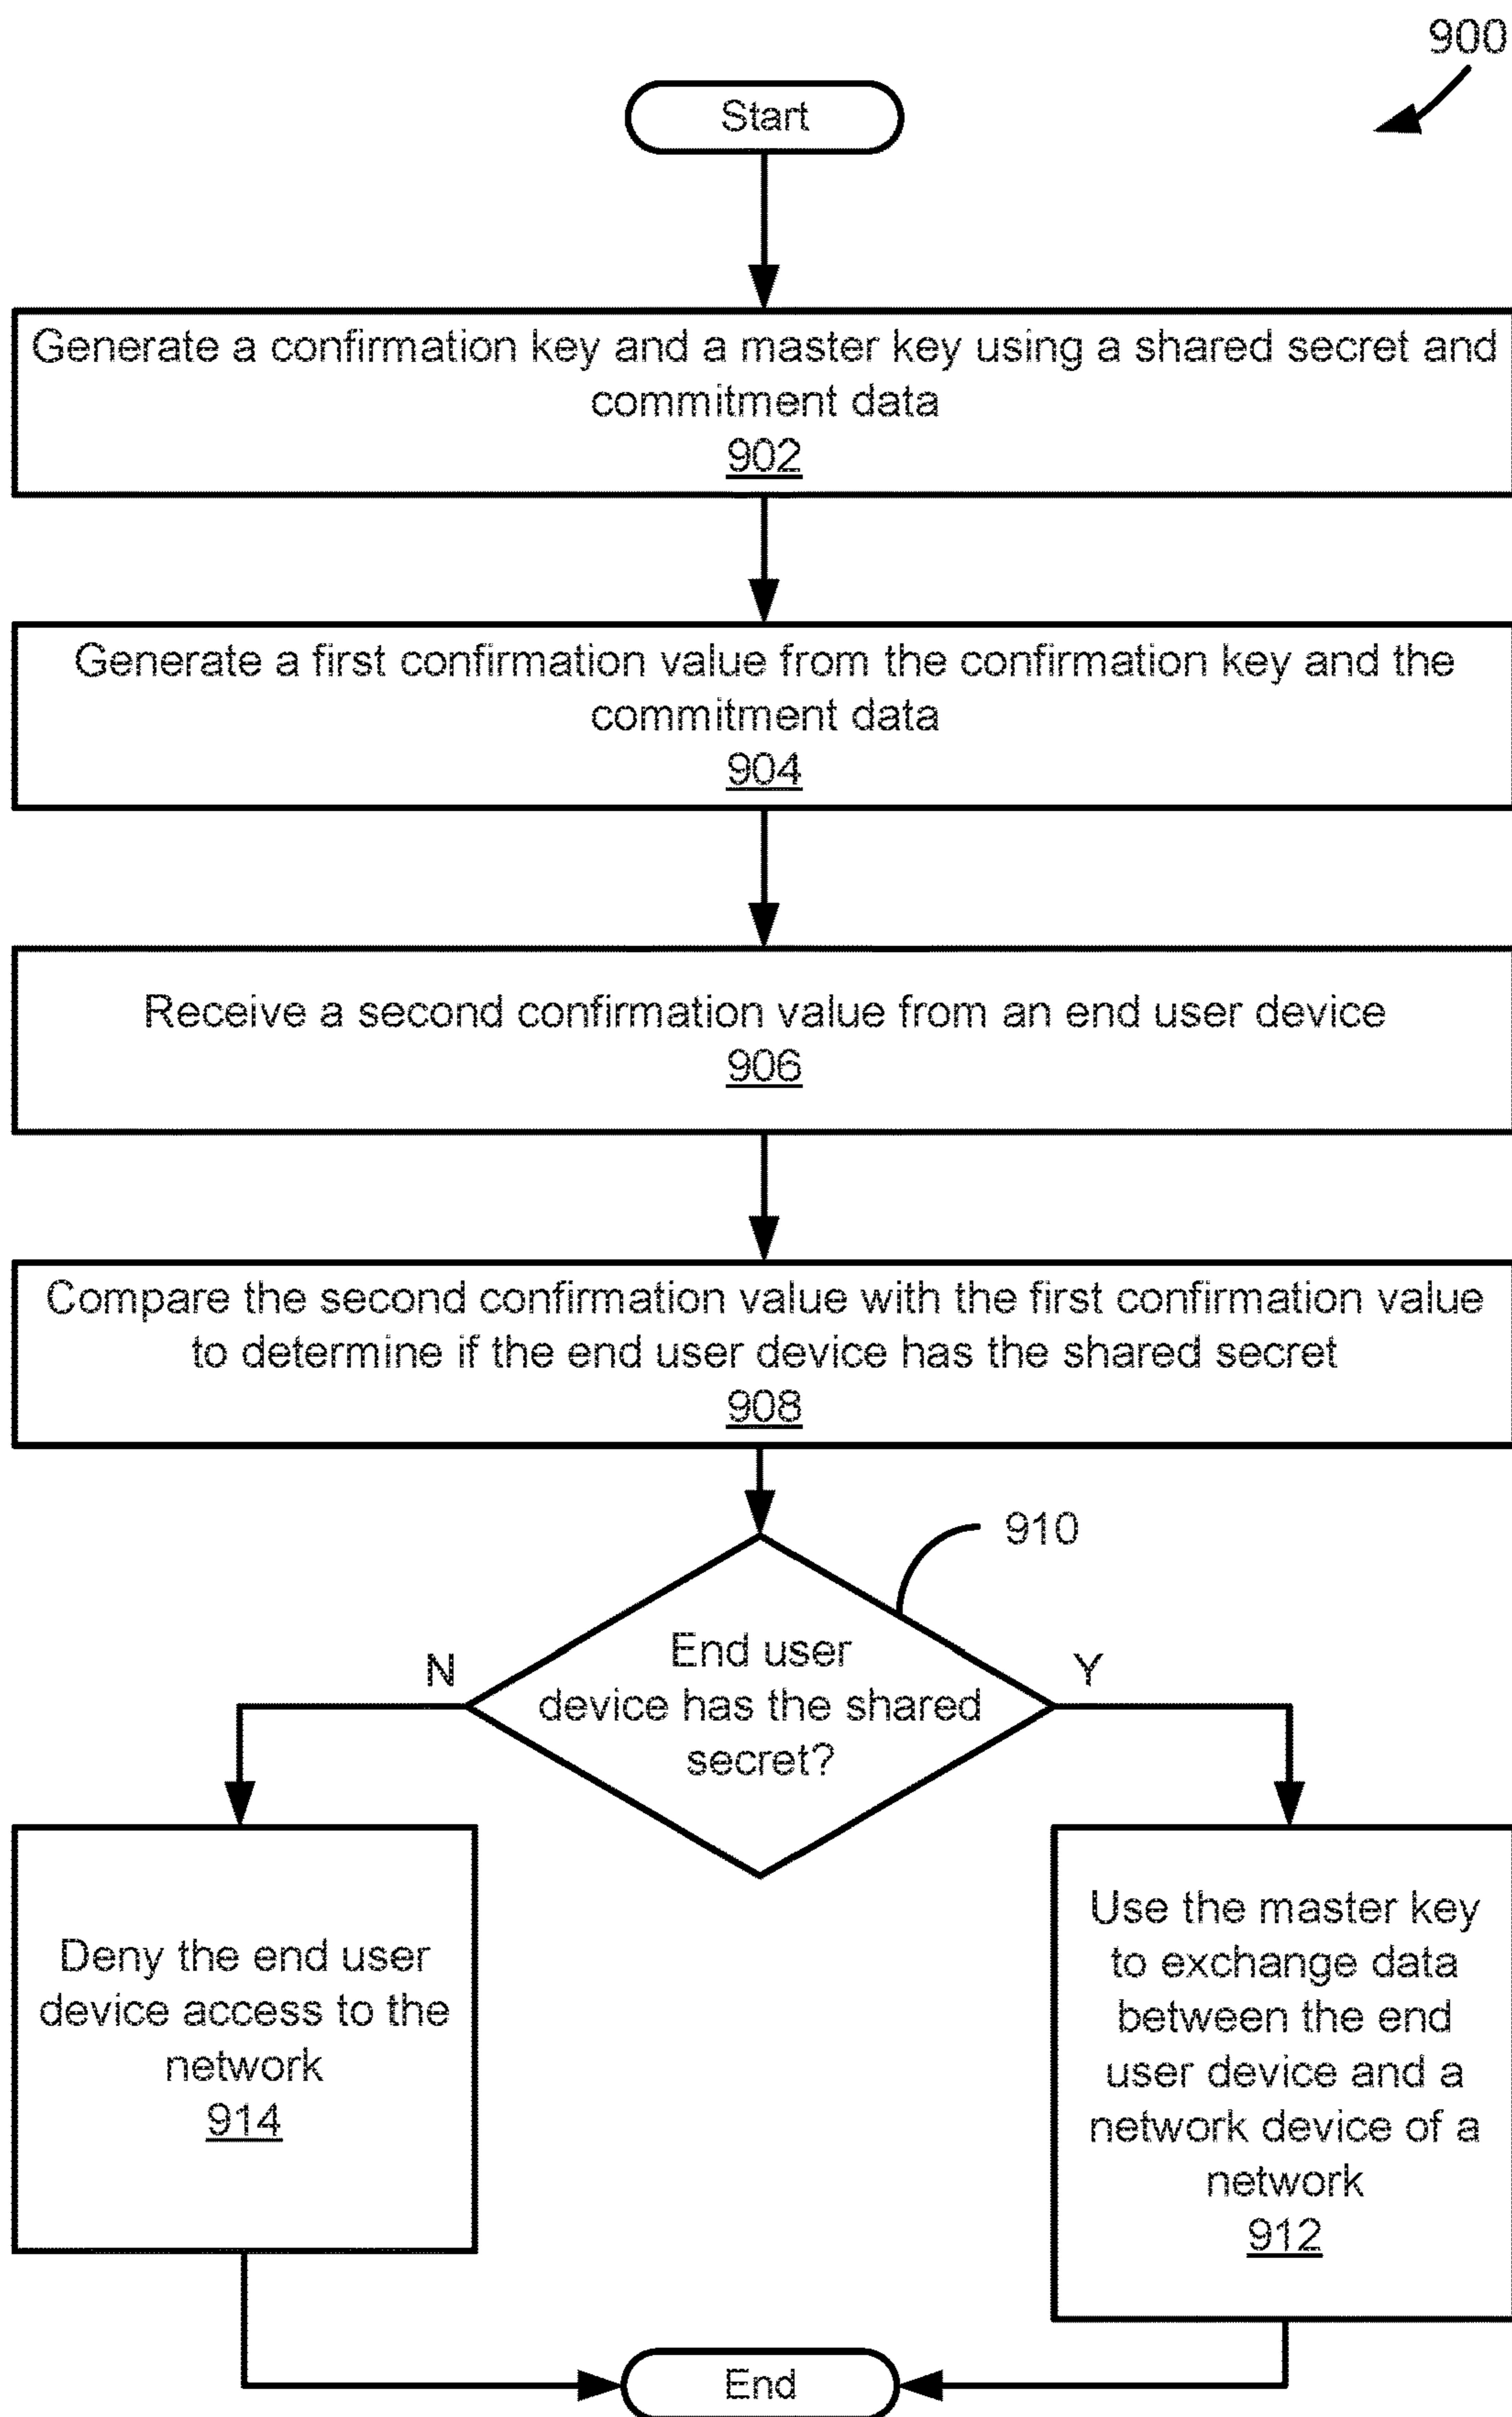 900
Start
Generate a confirmation key and a master key using a shared secret and
commitment data
902
Generate a first confirmation value from the confirmation key and the
commitment data
904
Receive a second confirmation value from an end user device
906
Compare the second confirmation value with the first confirmation value
to determine if the end user device has the shared secret
908
910
N
Y
End user
device has the shared
secret?
Deny the end user
device access to the
network
914
Use the master key
to exchange data
between the end
user device and a
network device of a
network
912
End